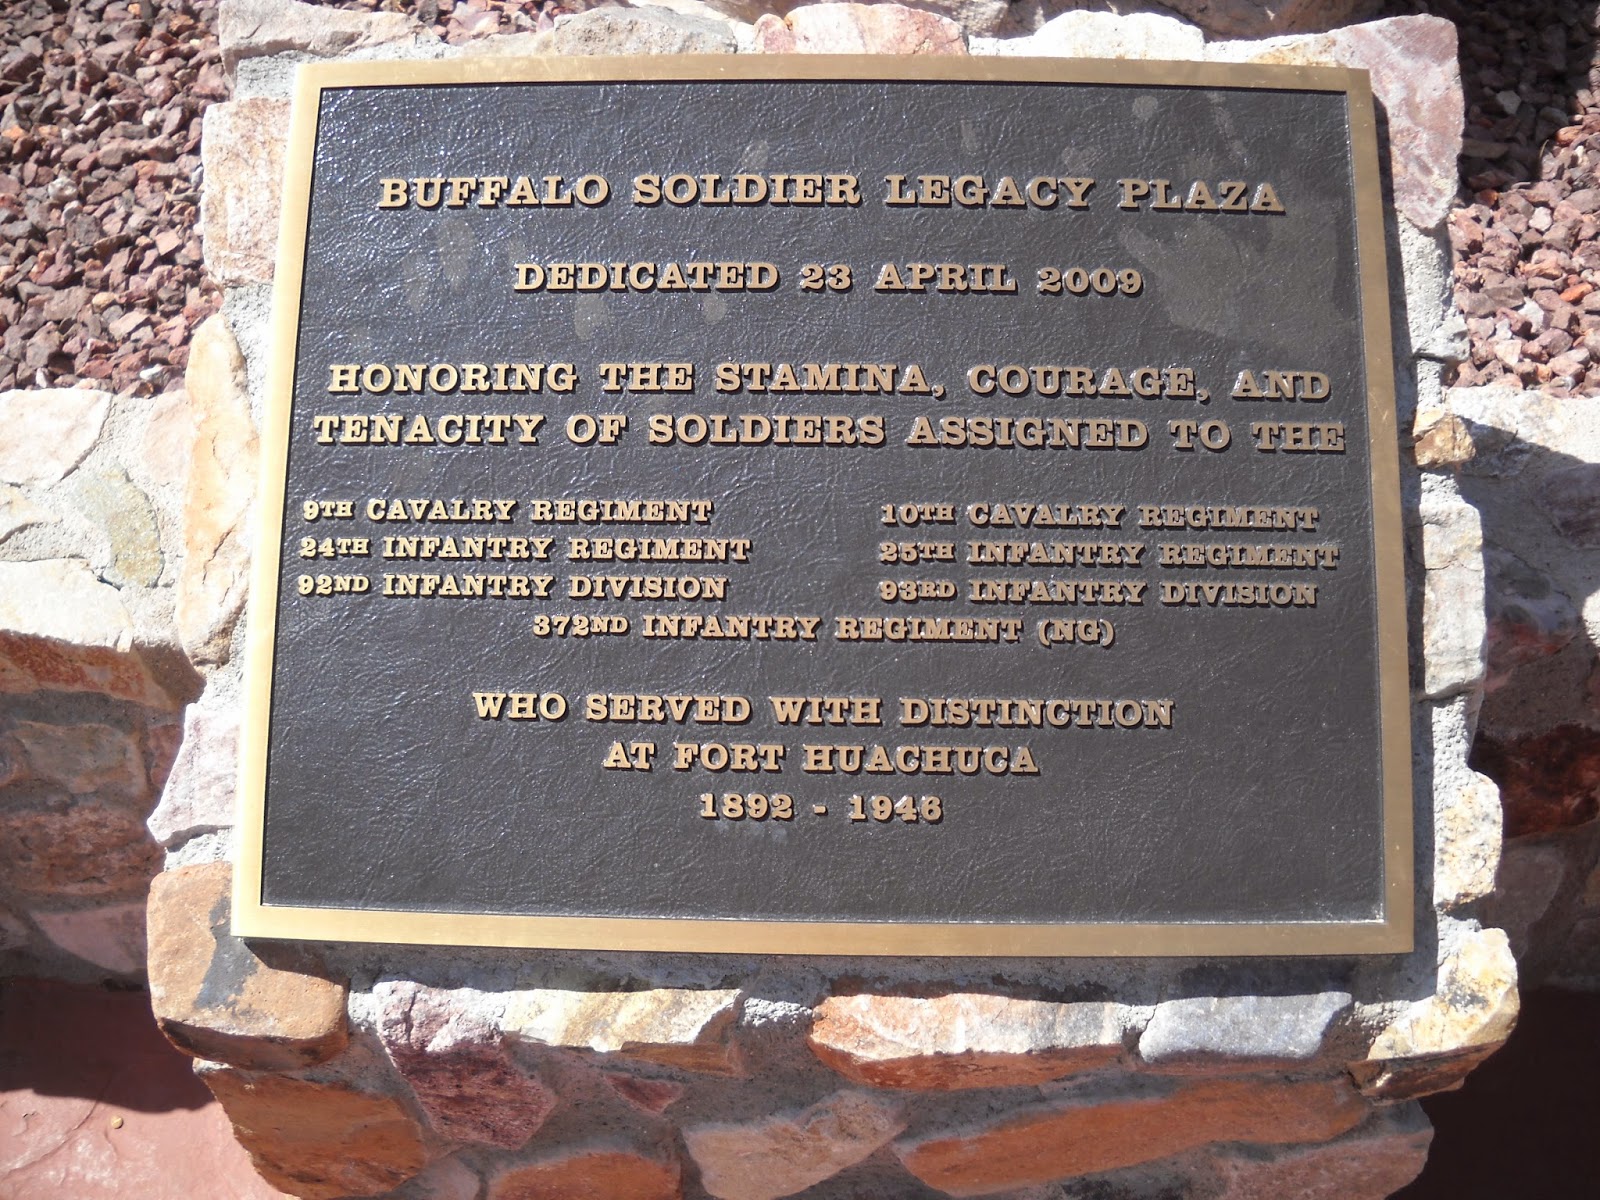 BUFFALO SOLDIER LEGACY PLAZA
DEDICATED 23 APRIL 2009
HONORING THE STAMINA, COURAGE, AND
TENACITY OF SOLDIERS ASSIGNED TO THE
9TH CAVALRY REGIMENT 10TH CAVALRY REGIMENT
24TH INFANTRY REGIMENT 25TH INFANTRY REGIMENT
92ND INFANTRY DIVISION 93RD INFANTRY DIVISION
372ND INFANTRY REGIMENT (NG)
WHO SERVED WITH DISTINCTION
AT FORT HUACHUCA
1892 - 1946